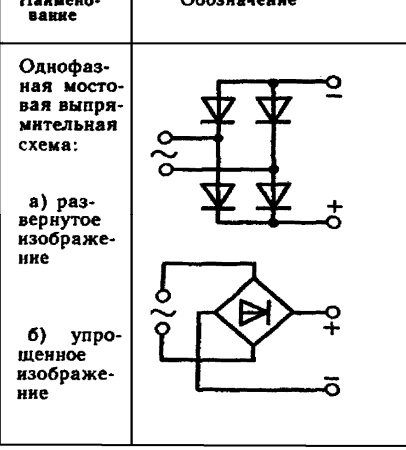 Наимено-
вание
Обозначение
Однофаз-
ная мосто-
вая выпря-
мительная
схема:
а) раз-
вернутое
изображе-
ние
б) упро-
щенное
изображе-
ние
~
−
+
~
+
−